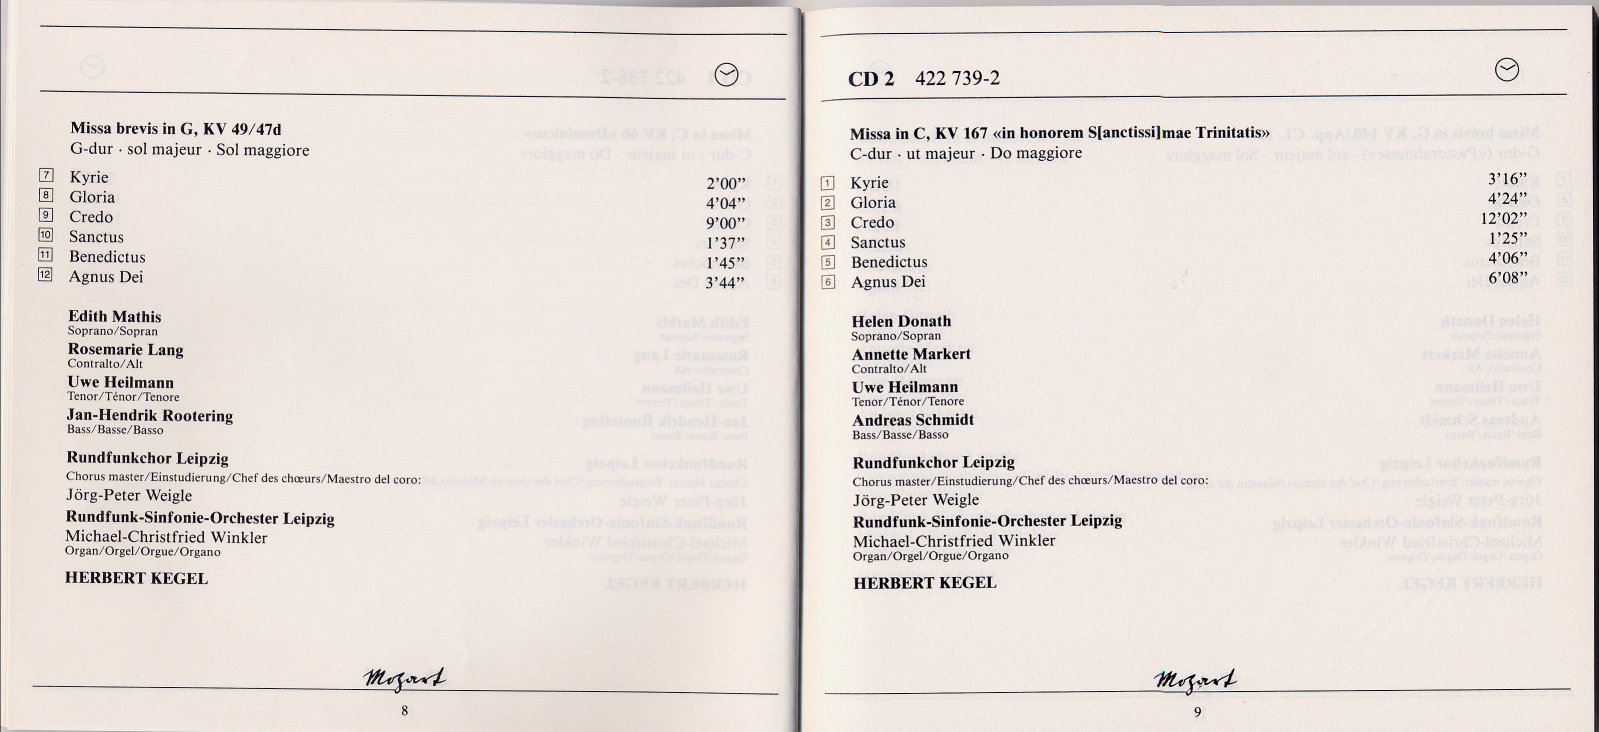 Missa brevis in G, KV 49/47d
G-dur · sol majeur · Sol maggiore
7 Kyrie 2’00”
8 Gloria 4’04”
9 Credo 9’00”
10 Sanctus 1’37”
11 Benedictus 1’45”
12 Agnus Dei 3’44”
Edith Mathis
Soprano/Sopran
Rosemarie Lang
Contralto/Alt
Uwe Heilmann
Tenor/Ténor/Tenore
Jan-Hendrik Rootering
Bass/Basse/Basso
Rundfunkchor Leipzig
Chorus master/Einstudierung/Chef des chœurs/Maestro del coro:
Jörg-Peter Weigle
Rundfunk-Sinfonie-Orchester Leipzig
Michael-Christfried Winkler
Organ/Orgel/Orgue/Organo
HERBERT KEGEL
Mozart
8
CD 2 422 739-2
Missa in C, KV 167 «in honorem S[anctissi]mae Trinitatis»
C-dur · ut majeur · Do maggiore
1 Kyrie 3’16”
2 Gloria 4’24”
3 Credo 12’02”
4 Sanctus 1’25”
5 Benedictus 4’06”
6 Agnus Dei 6’08”
Helen Donath
Soprano/Sopran
Annette Markert
Contralto/Alt
Uwe Heilmann
Tenor/Ténor/Tenore
Andreas Schmidt
Bass/Basse/Basso
Rundfunkchor Leipzig
Chorus master/Einstudierung/Chef des chœurs/Maestro del coro:
Jörg-Peter Weigle
Rundfunk-Sinfonie-Orchester Leipzig
Michael-Christfried Winkler
Organ/Orgel/Orgue/Organo
HERBERT KEGEL
Mozart
9